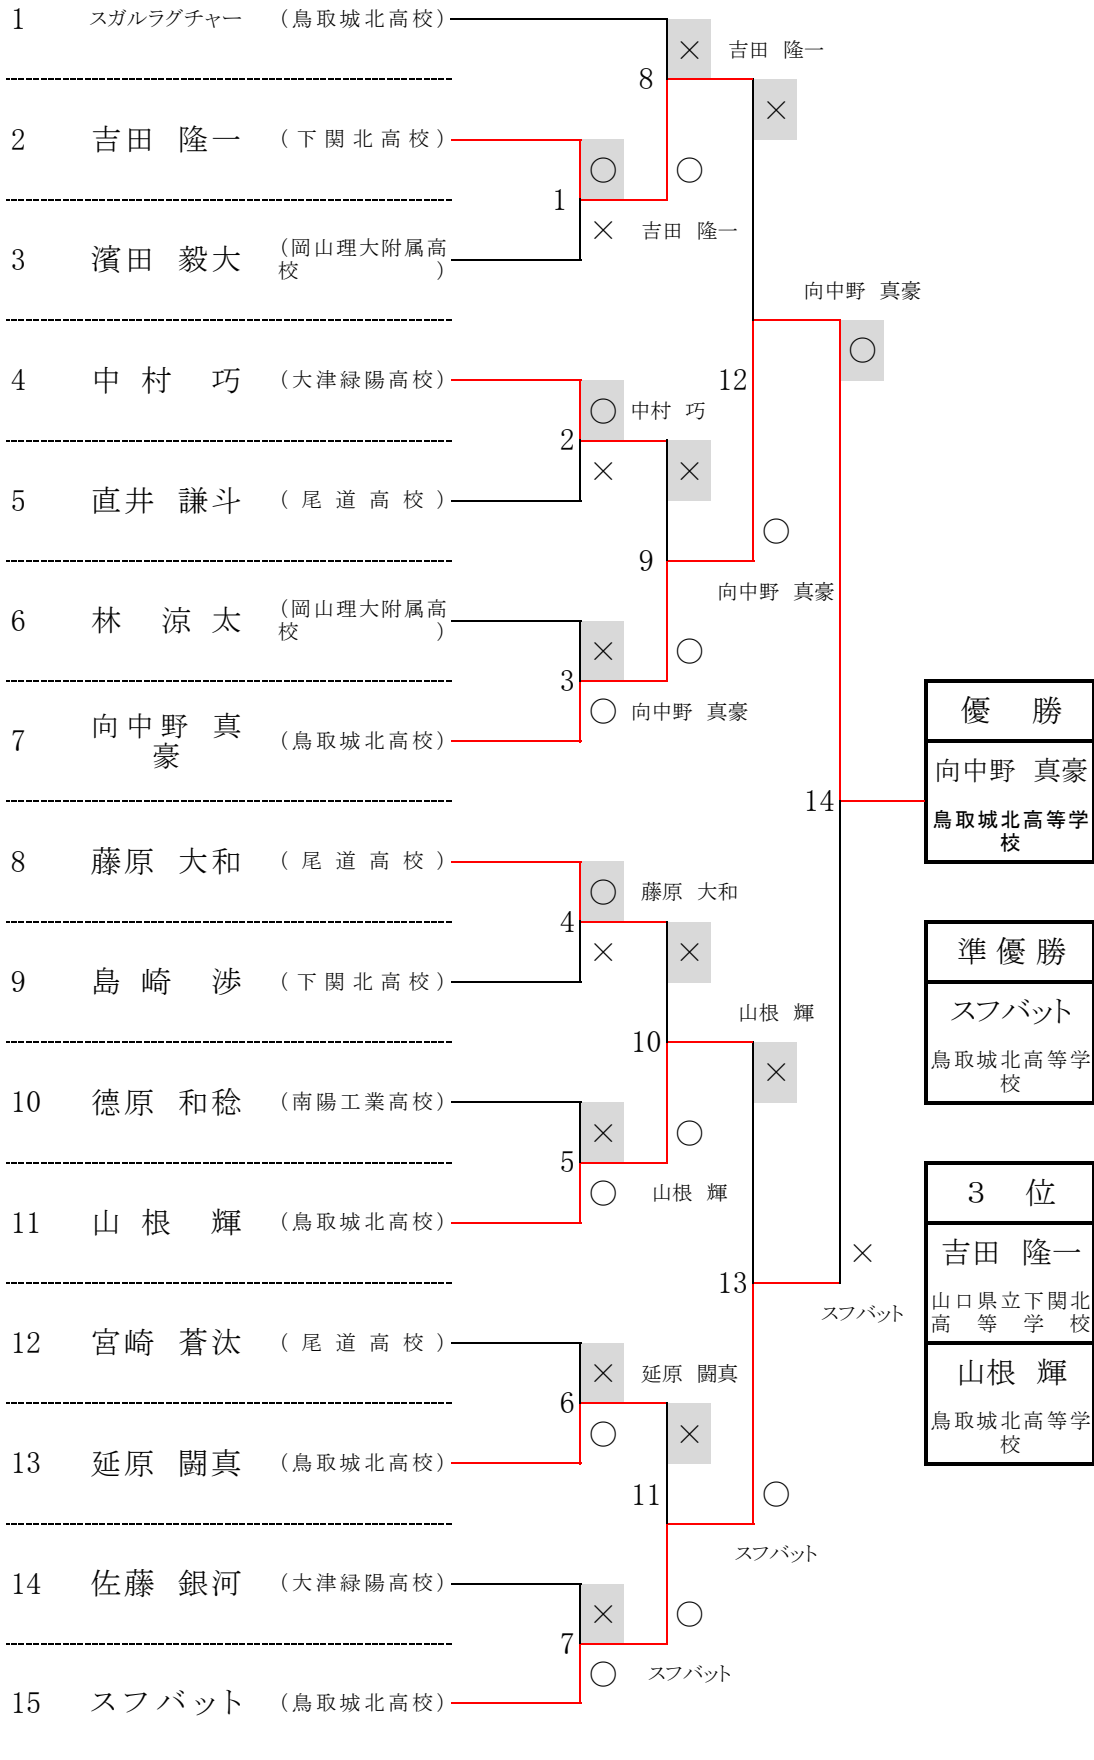 1 スガルラグチャー (鳥取城北高校)
× 吉田 隆一
8
×
2 吉田 隆一 (下関北高校)
○ ○
1
× 吉田 隆一
3 濱田 毅大 (岡山理大附属高
校)
向中野 真豪
○
4 中村 巧 (大津緑陽高校)
12
○ 中村 巧
2
× ×
5 直井 謙斗 (尾道高校)
○
9
向中野 真豪
6 林 涼太 (岡山理大附属高
校)
× ○
3
○ 向中野 真豪
7 向中野 真
豪
(鳥取城北高校)
優 勝
向中野 真豪
鳥取城北高等学
校
14
8 藤原 大和 (尾道高校)
○ 藤原 大和
4
× ×
9 島崎 渉 (下関北高校)
準優勝
スフバット
鳥取城北高等学
校
山根 輝
10
×
10 徳原 和稔 (南陽工業高校)
× ○
5
○ 山根 輝
11 山根 輝 (鳥取城北高校)
3 位
吉田 隆一
山口県立下関北
高等学校
山根 輝
鳥取城北高等学
校
×
13
スフバット
12 宮崎 蒼汰 (尾道高校)
× 延原 闘真
6
○ ×
13 延原 闘真 (鳥取城北高校)
11 ○
スフバット
14 佐藤 銀河 (大津緑陽高校)
× ○
7
○ スフバット
15 スフバット (鳥取城北高校)